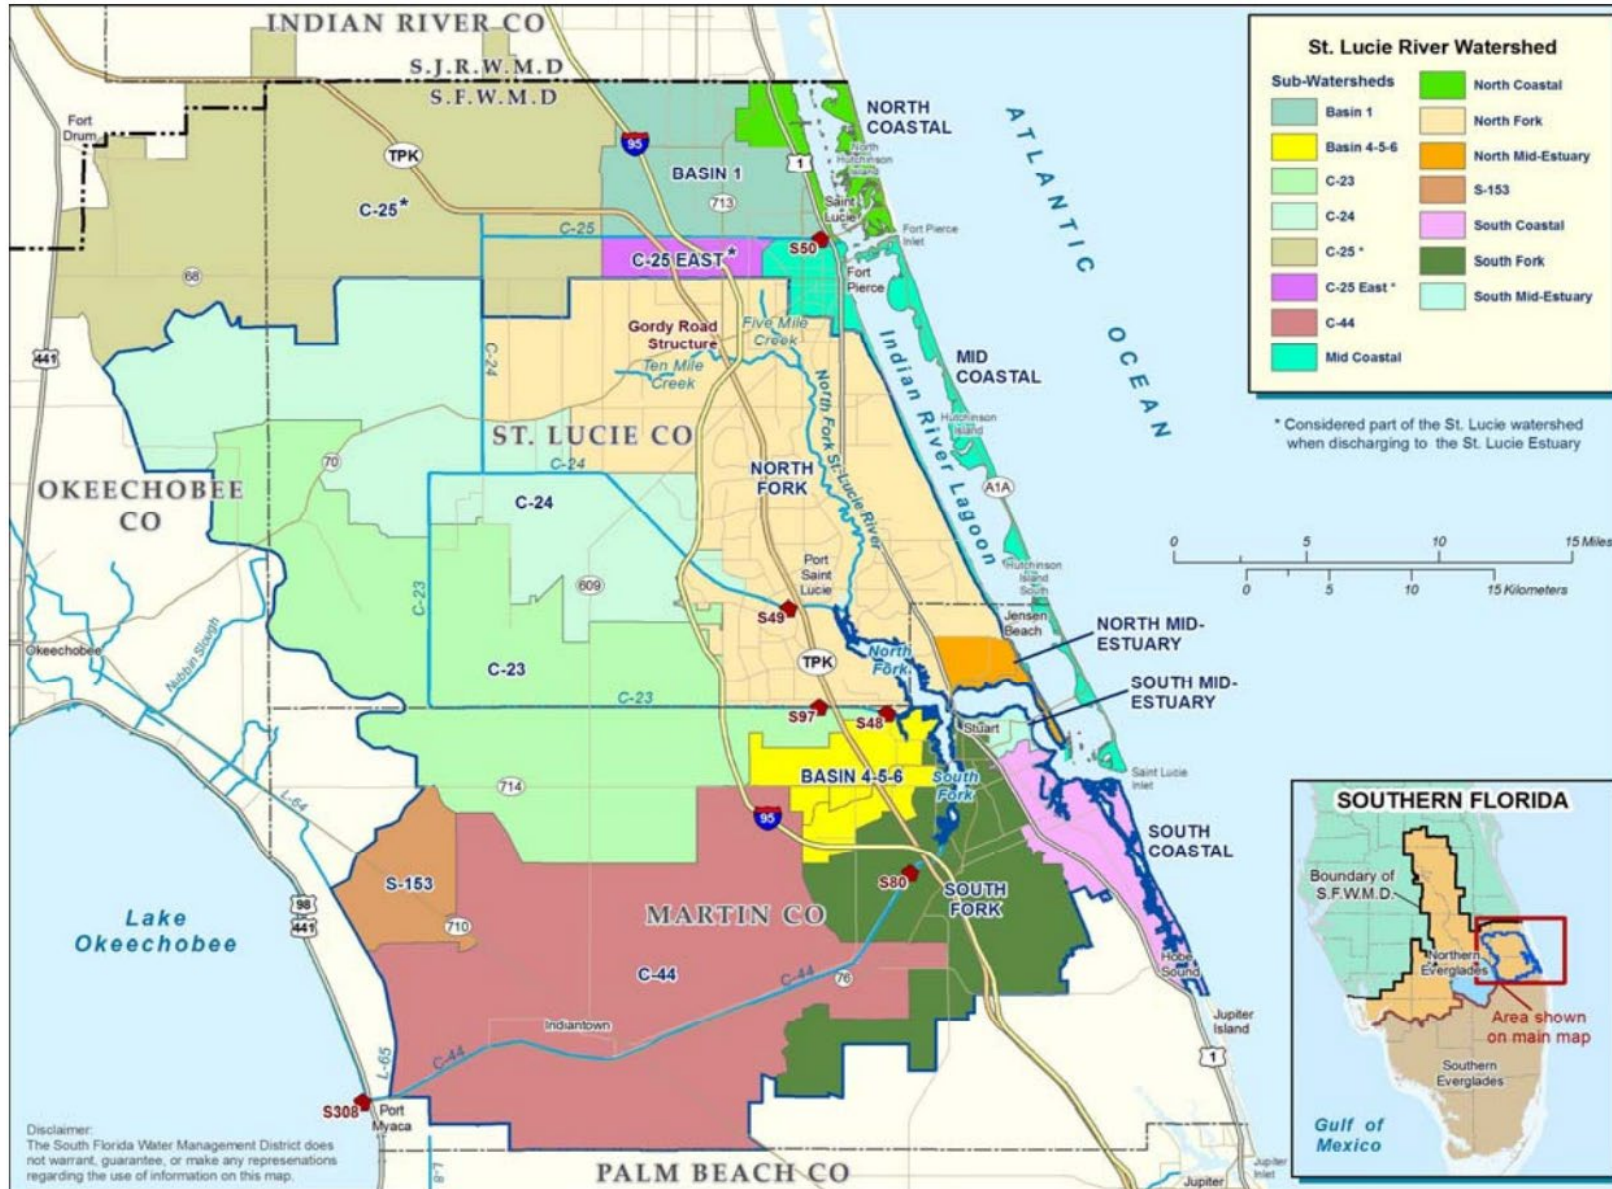 INDIAN RIVER CO
S.J.R.W.M.D
S.F.W.M.D
Fort
Drum
TPK
95
1
NORTH
COASTAL
North
Hutchinson
Island
BASIN 1
713
C-25*
Saint
Lucie
C-25
S50
Fort Pierce
Inlet
C-25 EAST*
68
Fort
Pierce
ATLANTIC OCEAN
Gordy Road
Structure
Five Mile
Creek
Ten Mile
Creek
441
C-24
MID
COASTAL
Indian River Lagoon
North Fork St. Lucie River
Hutchinson
Island
ST. LUCIE CO
C-24
70
NORTH
FORK
OKEECHOBEE
CO
C-24
A1A
Port
Saint
Lucie
Hutchinson
Island
South
C-23
609
S49
Jensen
Beach
NORTH MID-
ESTUARY
Okeechobee
Nubbin Slough
North
Fork
C-23
TPK
SOUTH MID-
ESTUARY
C-23
S97
S48
Stuart
BASIN 4-5-6
South
Fork
Saint Lucie
Inlet
714
L-64
95
SOUTH
COASTAL
S-153
S80
SOUTH
FORK
98
441
710
MARTIN CO
Lake
Okeechobee
C-44
C-44
76
Hobe
Sound
Indiantown
Jupiter
Island
C-44
L-65
1
S308
Port
Myaca
L-8
PALM BEACH CO
Jupiter
Inlet
Jupiter
Disclaimer:
The South Florida Water Management District does
not warrant, guarantee, or make any represenations
regarding the use of information on this map.
St. Lucie River Watershed
Sub-Watersheds
Basin 1
Basin 4-5-6
C-23
C-24
C-25 *
C-25 East *
C-44
Mid Coastal
North Coastal
North Fork
North Mid-Estuary
S-153
South Coastal
South Fork
South Mid-Estuary
* Considered part of the St. Lucie watershed
when discharging to the St. Lucie Estuary
0 5 10 15 Miles
0 5 10 15 Kilometers
SOUTHERN FLORIDA
Boundary of
S.F.W.M.D.
Northern
Everglades
Area shown
on main map
Southern
Everglades
Gulf of
Mexico